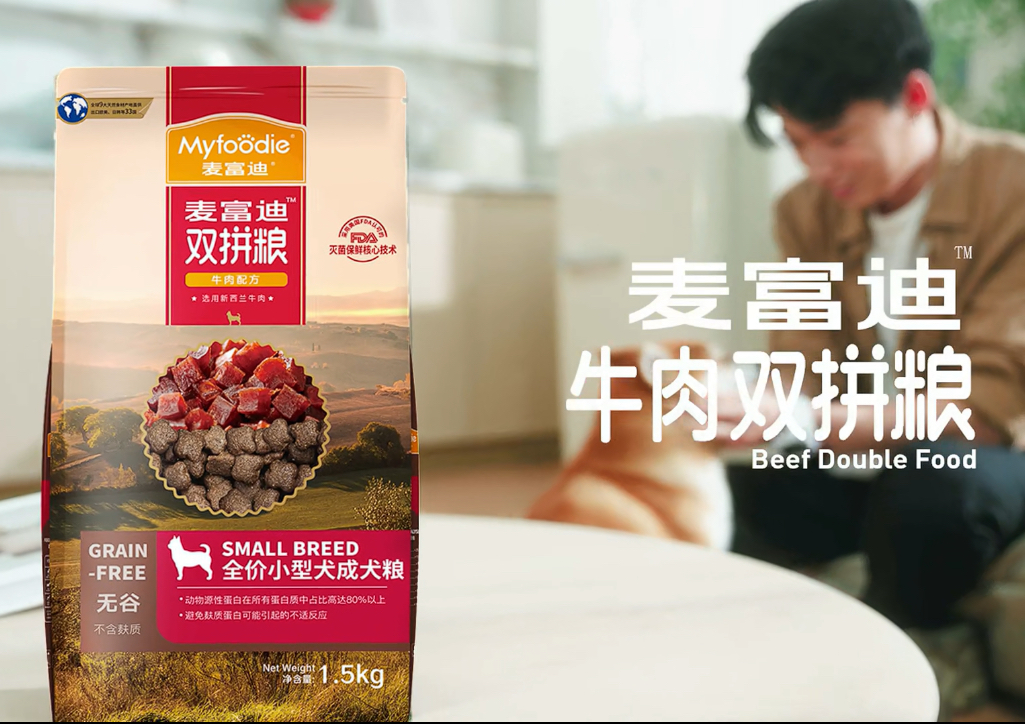 Myfoodie®
麦富迪®
麦富迪™
双拼粮
牛肉配方
★ 选用新西兰牛肉 ★
FDA
灭菌保鲜核心技术
GRAIN
-FREE
无谷
不含麸质
SMALL BREED
全价小型犬成犬粮
*动物源性蛋白在所有蛋白质中占比高达80%以上
*避免麸质蛋白可能引起的不适反应
Net Weight
净含量:
1.5kg
麦富迪™
牛肉双拼粮
Beef Double Food